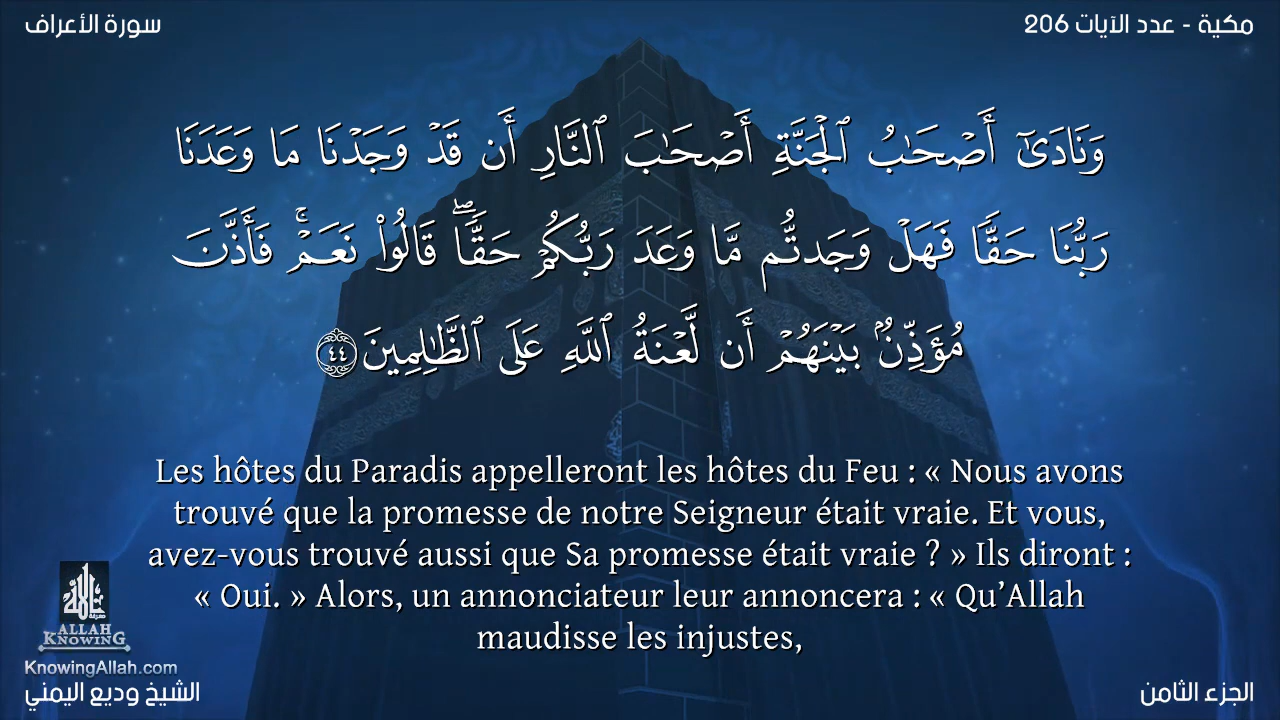 سورة الأعراف
مكية - عدد الآيات 206
وَنَادَىٰٓ أَصْحَـٰبُ ٱلْجَنَّةِ أَصْحَـٰبَ ٱلنَّارِ أَن قَدْ وَجَدْنَا مَا وَعَدَنَا
رَبُّنَا حَقًّا فَهَلْ وَجَدتُّم مَّا وَعَدَ رَبُّكُمْ حَقًّا ۖ قَالُوا۟ نَعَمْ ۚ فَأَذَّنَ
مُؤَذِّنٌۢ بَيْنَهُمْ أَن لَّعْنَةُ ٱللَّهِ عَلَى ٱلظَّـٰلِمِينَ ٤٤
Les hôtes du Paradis appelleront les hôtes du Feu : « Nous avons
trouvé que la promesse de notre Seigneur était vraie. Et vous,
avez-vous trouvé aussi que Sa promesse était vraie ? » Ils diront :
« Oui. » Alors, un annonciateur leur annoncera : « Qu’Allah
maudisse les injustes,
ALLAH
KNOWING
KnowingAllah.com
الشيخ وديع اليمني
الجزء الثامن